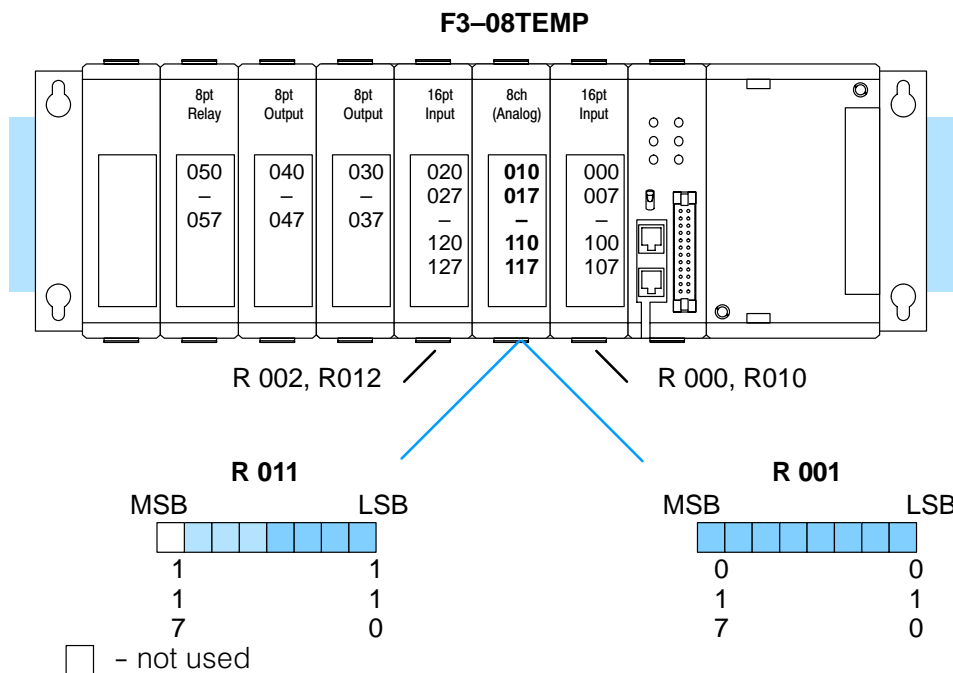 F3–08TEMP
8pt
Relay
8pt
Output
8pt
Output
16pt
Input
8ch
(Analog)
16pt
Input
050
–
057
040
–
047
030
–
037
020
027
–
120
127
010
017
–
110
117
000
007
–
100
107
R 002, R012
R 000, R010
R 011
MSB LSB
1 1
1 1
7 0
R 001
MSB LSB
0 0
1 1
7 0
– not used